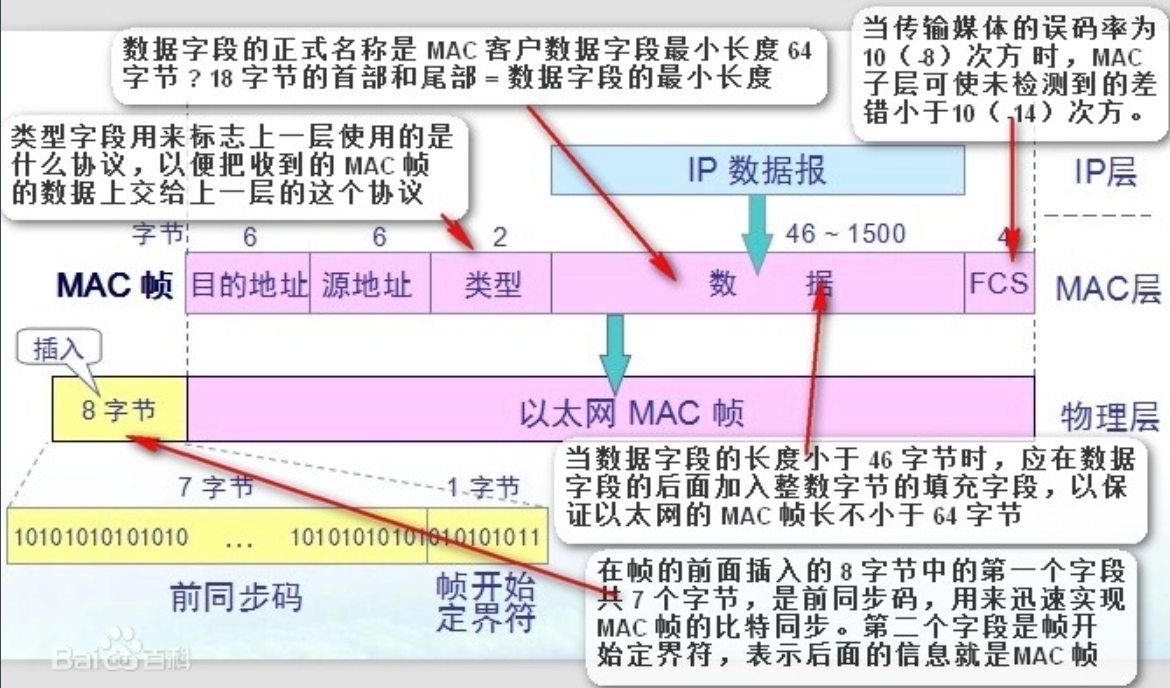 数据字段的正式名称是 MAC 客户数据字段最小长度 64
字节？18 字节的首部和尾部 = 数据字段的最小长度
当传输媒体的误码率为
10（-8）次方时，MAC
子层可使未检测到的差
错小于10（-14）次方。
类型字段用来标志上一层使用的是
什么协议，以便把收到的 MAC 帧
的数据上交给上一层的这个协议
IP 数据报
IP层
字节 6 6 2 46 ~ 1500 4
MAC 帧 目的地址 源地址 类型 数 据 FCS MAC层
插入
8 字节 以太网 MAC 帧 物理层
当数据字段的长度小于 46 字节时，应在数据
字段的后面加入整数字节的填充字段，以保
证以太网的 MAC 帧长不小于 64 字节
7 字节 1 字节
10101010101010 ... 10101010101010101011
前同步码 帧开始
定界符
在帧的前面插入的 8 字节中的第一个字段
共 7 个字节，是前同步码，用来迅速实现
MAC 帧的比特同步。第二个字段是帧开
始定界符，表示后面的信息就是MAC 帧
Baidu百科